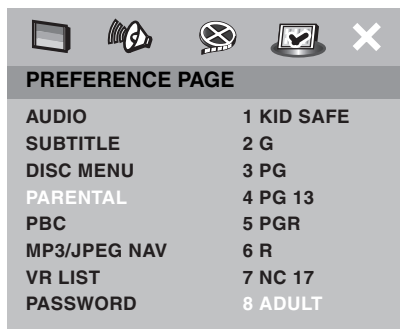 PREFERENCE PAGE
AUDIO 1 KID SAFE
SUBTITLE 2 G
DISC MENU 3 PG
PARENTAL 4 PG 13
PBC 5 PGR
MP3/JPEG NAV 6 R
VR LIST 7 NC 17
PASSWORD 8 ADULT